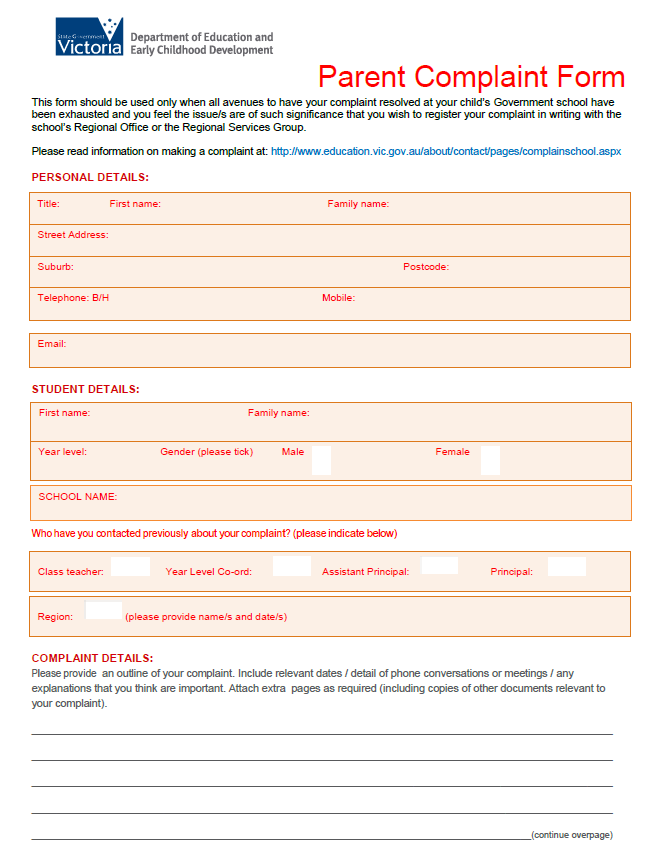 State Government
Victoria
Department of Education and
Early Childhood Development
Parent Complaint Form
This form should be used only when all avenues to have your complaint resolved at your child's Government school have
been exhausted and you feel the issue/s are of such significance that you wish to register your complaint in writing with the
school's Regional Office or the Regional Services Group.
Please read information on making a complaint at: http://www.education.vic.gov.au/about/contact/pages/complainschool.aspx
PERSONAL DETAILS:
Title: First name: Family name:
Street Address:
Suburb: Postcode:
Telephone: B/H Mobile:
Email:
STUDENT DETAILS:
First name: Family name:
Year level: Gender (please tick) Male Female
SCHOOL NAME:
Who have you contacted previously about your complaint? (please indicate below)
Class teacher: Year Level Co-ord: Assistant Principal: Principal:
Region: (please provide name/s and date/s)
COMPLAINT DETAILS:
Please provide an outline of your complaint. Include relevant dates / detail of phone conversations or meetings / any
explanations that you think are important. Attach extra pages as required (including copies of other documents relevant to
your complaint).
(continue overpage)